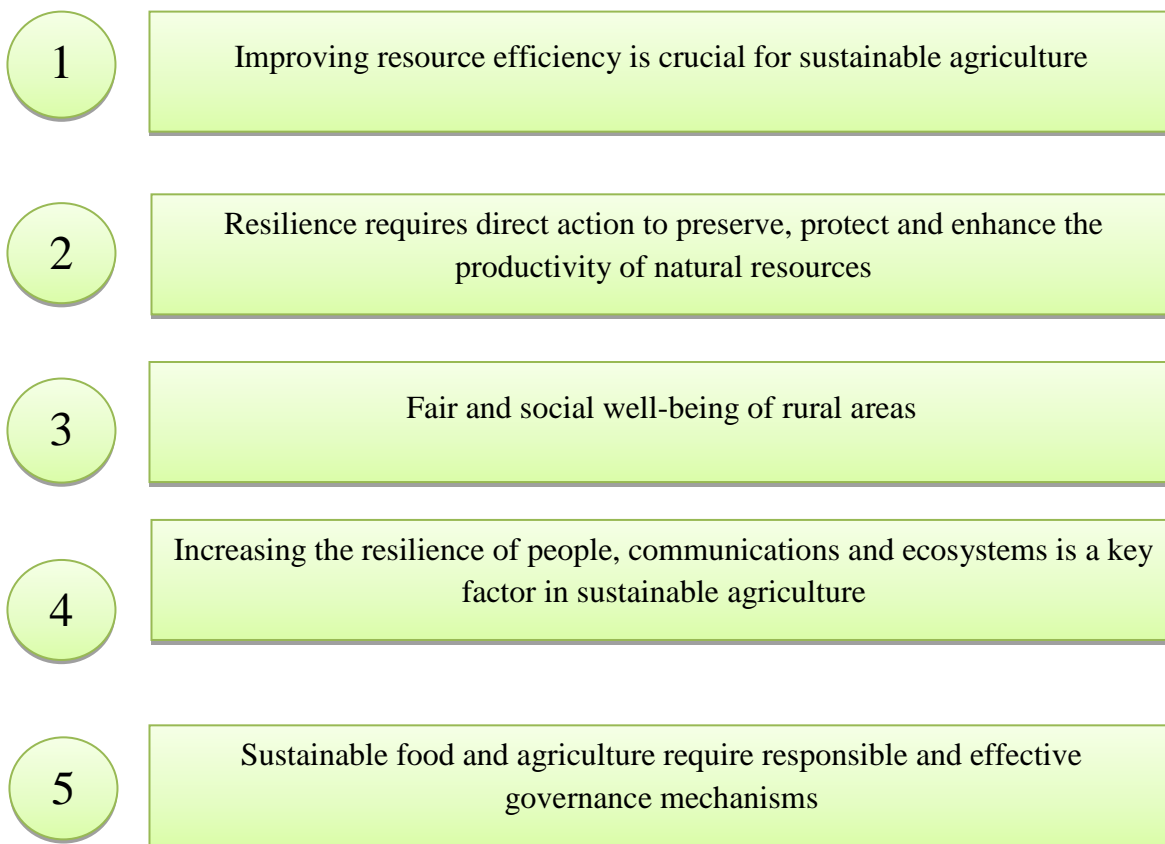 1
Improving resource efficiency is crucial for sustainable agriculture
2
Resilience requires direct action to preserve, protect and enhance the
productivity of natural resources
3
Fair and social well-being of rural areas
4
Increasing the resilience of people, communications and ecosystems is a key
factor in sustainable agriculture
5
Sustainable food and agriculture require responsible and effective
governance mechanisms